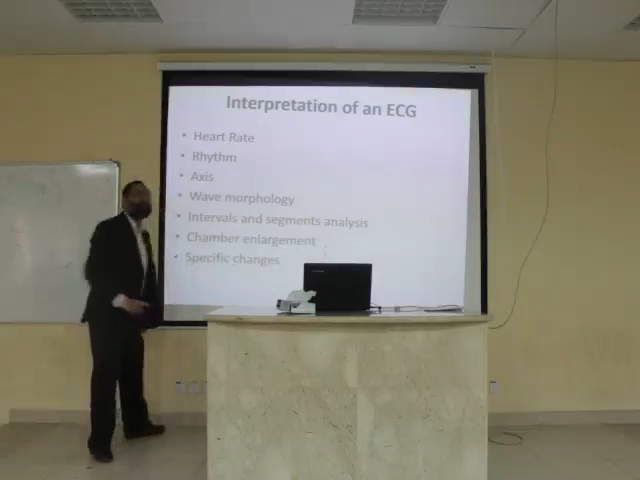 Interpretation of an ECG
• Heart Rate
• Rhythm
• Axis
• Wave morphology
• Intervals and segments analysis
• Chamber enlargement
• Specific changes